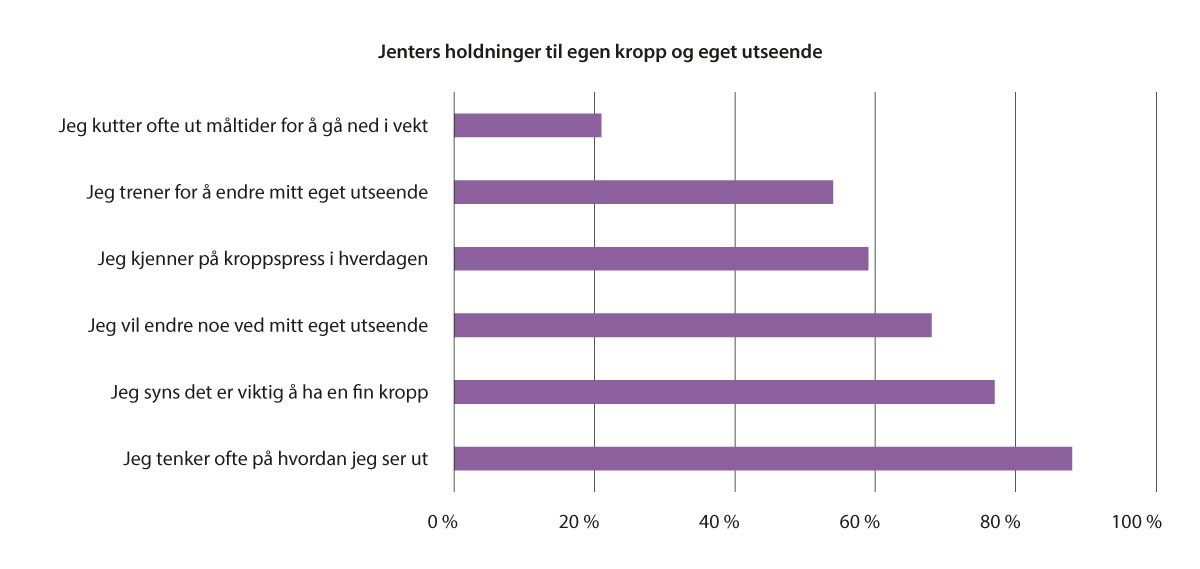 Jenters holdninger til egen kropp og eget utseende
Jeg kutter ofte ut måltider for å gå ned i vekt
Jeg trener for å endre mitt eget utseende
Jeg kjenner på kroppspress i hverdagen
Jeg vil endre noe ved mitt eget utseende
Jeg syns det er viktig å ha en fin kropp
Jeg tenker ofte på hvordan jeg ser ut
0 % 20 % 40 % 60 % 80 % 100 %